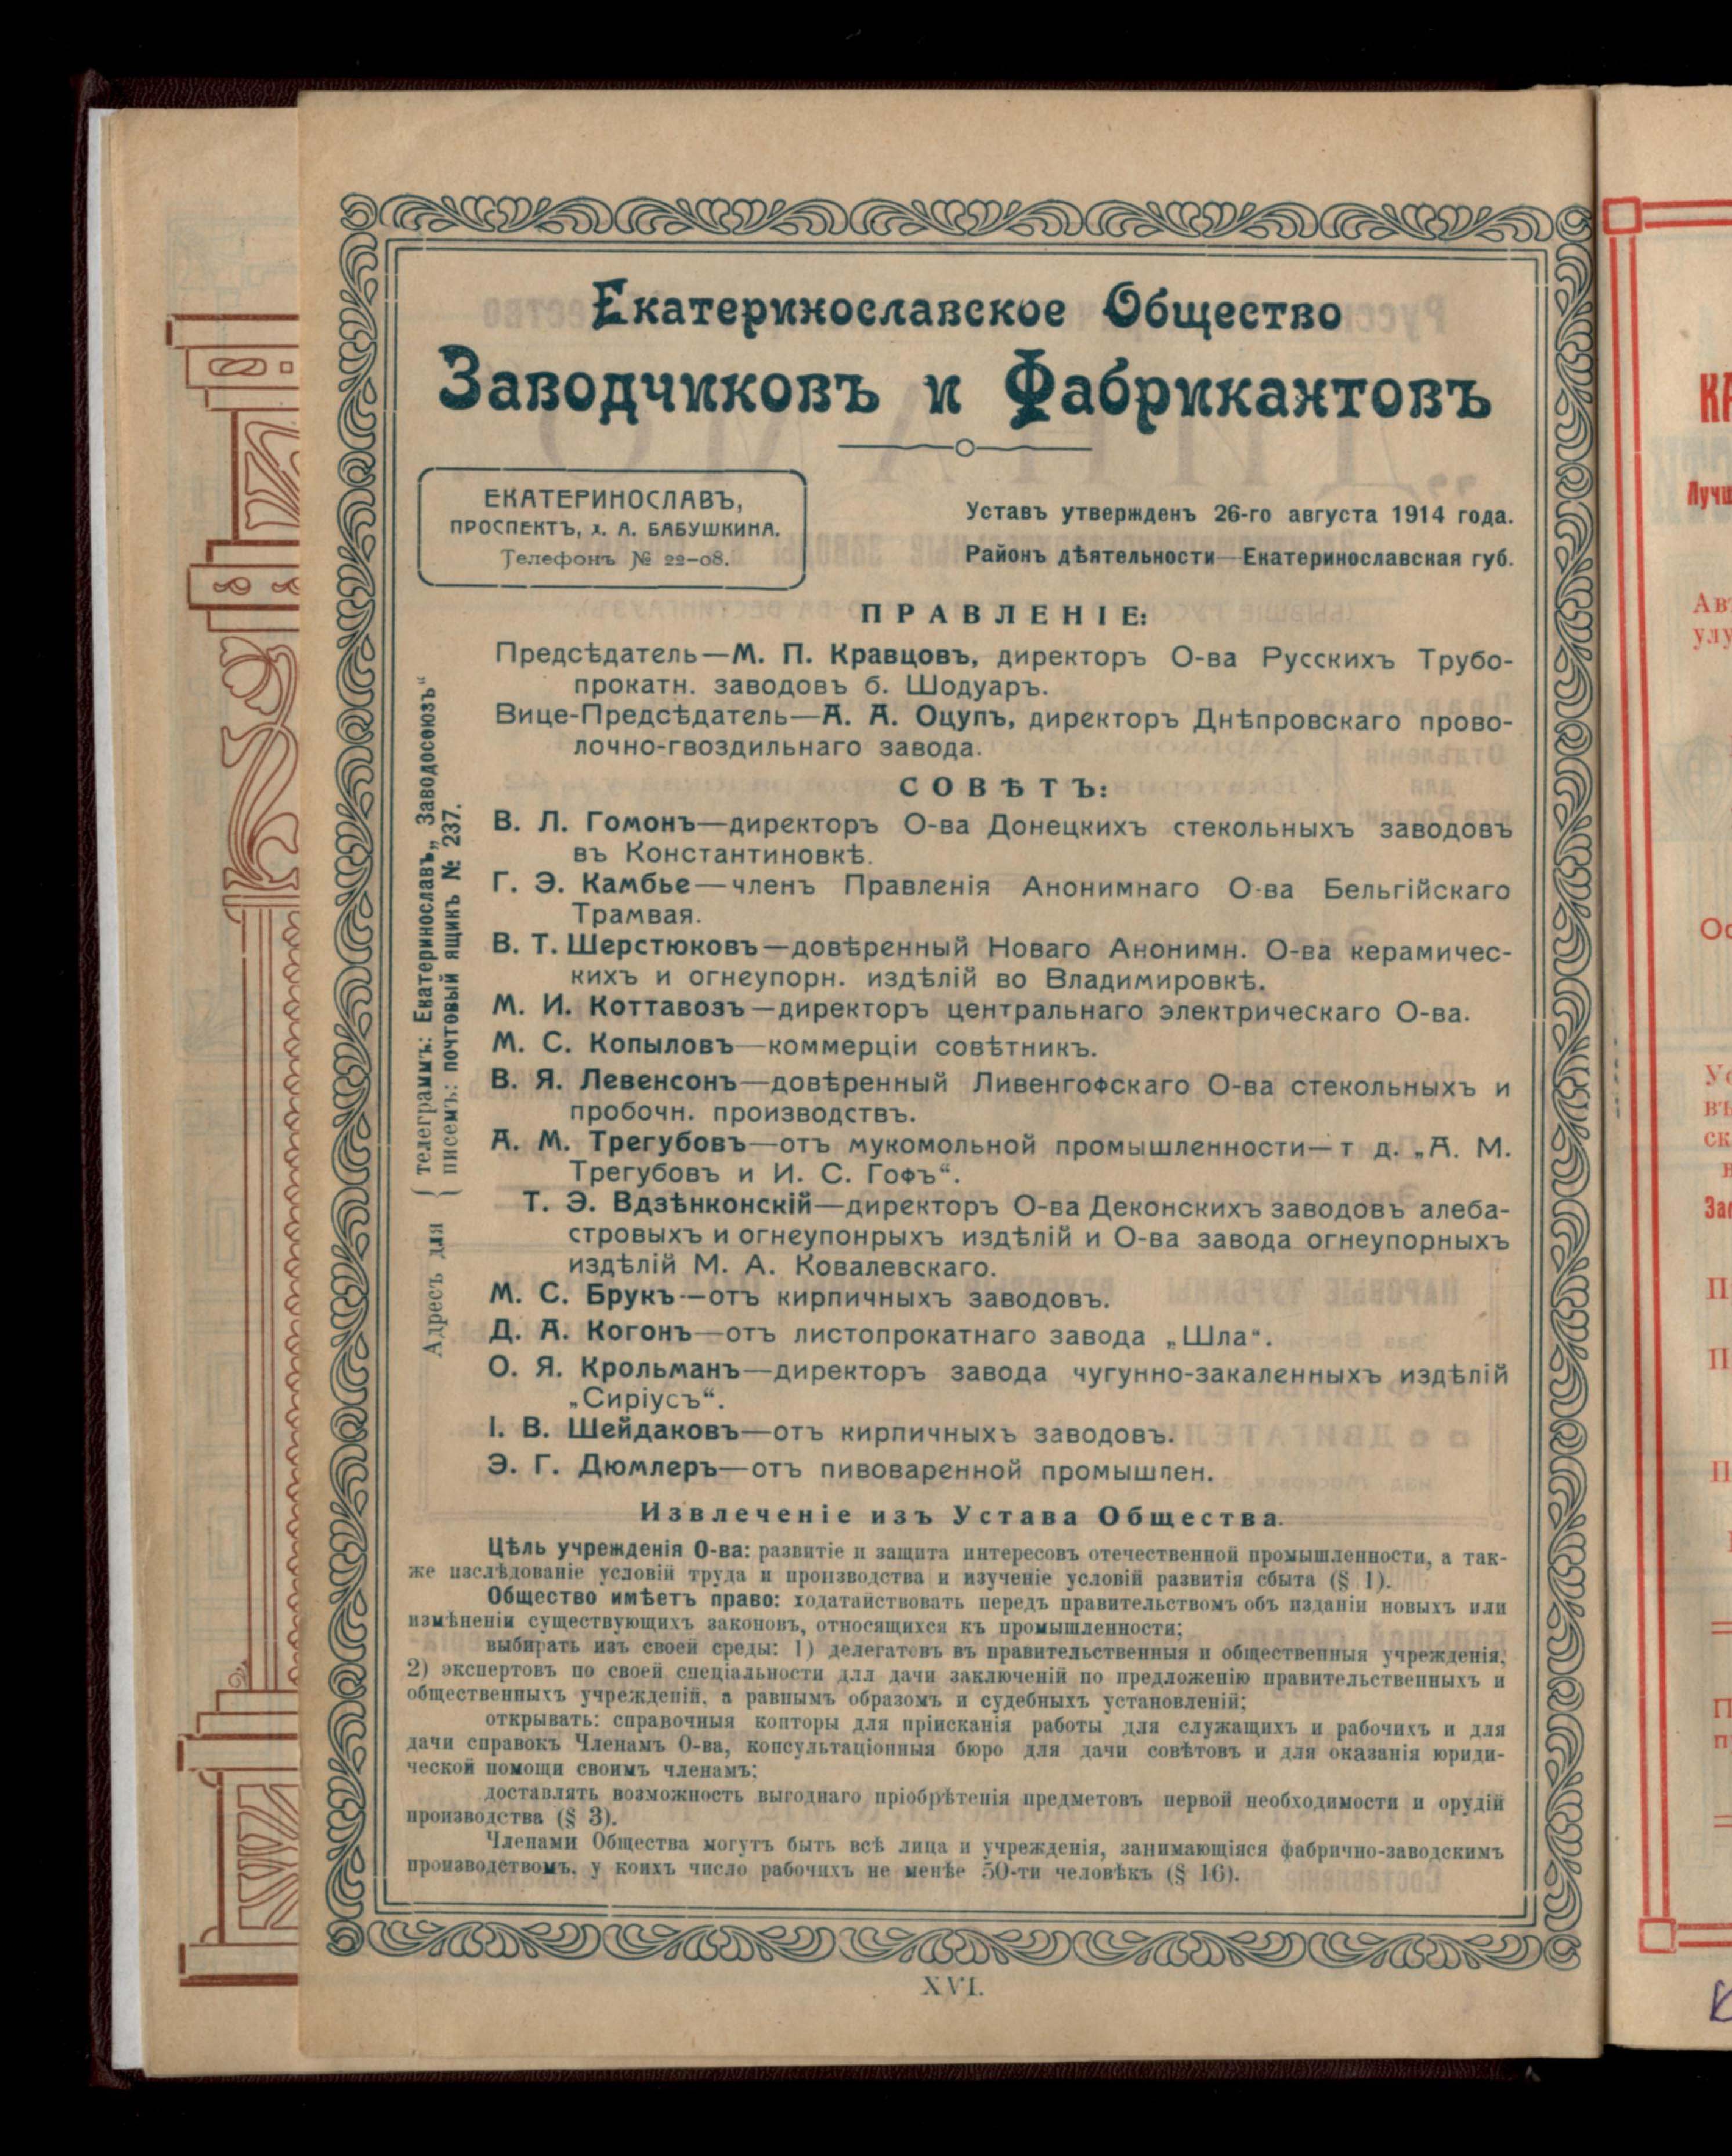 Екатеринославское Общество
Заводчиковъ и Фабрикантовъ
ЕКАТЕРИНОСЛАВЪ,
ПРОСПЕКТЪ, д. А. БАБУШКИНА.
Телефонъ № 22-08.
Уставъ утвержденъ 26-го августа 1914 года.
Районъ дѣятельности—Екатеринославская губ.
Адресъ для
телеграммъ: Екатеринославъ „Заводосоюзъ“
писемъ: почтовый ящикъ № 237.
ПРАВЛЕНІЕ:
Предсѣдатель—М. П. Кравцовъ, директоръ О-ва Русскихъ Трубо-
прокатн. заводовъ б. Шодуаръ.
Вице-Предсѣдатель—А. А. Оцупъ, директоръ Днѣпровскаго прово-
лочно-гвоздильнаго завода.
СОВѢТЪ:
В. Л. Гомонъ—директоръ О-ва Донецкихъ стекольныхъ заводовъ
въ Константиновкѣ.
Г. Э. Камбье—членъ Правленія Анонимнаго О-ва Бельгійскаго
Трамвая.
В. Т. Шерстюковъ—довѣренный Новаго Анонимн. О-ва керамичес-
кихъ и огнеупорн. издѣлій во Владимировкѣ.
М. И. Коттавозъ—директоръ центральнаго электрическаго О-ва.
М. С. Копыловъ—коммерціи совѣтникъ.
В. Я. Левенсонъ—довѣренный Ливенгофскаго О-ва стекольныхъ и
пробочн. производствъ.
А. М. Трегубовъ—отъ мукомольной промышленности—т д. „А. М.
Трегубовъ и И. С. Гофъ“.
Т. Э. Вдзѣнконскій—директоръ О-ва Деконскихъ заводовъ алеба-
стровыхъ и огнеупонрыхъ издѣлій и О-ва завода огнеупорныхъ
издѣлій М. А. Ковалевскаго.
М. С. Брукъ—отъ кирпичныхъ заводовъ.
Д. А. Когонъ—отъ листопрокатнаго завода „Шла“.
О. Я. Крольманъ—директоръ завода чугунно-закаленныхъ издѣлій
„Сиріусъ“.
І. В. Шейдаковъ—отъ кирпичныхъ заводовъ.
Э. Г. Дюмлеръ—отъ пивоваренной промышлен.
Извлеченіе изъ Устава Общества.
Цѣль учрежденія О-ва: развитіе и защита интересовъ отечественной промышленности, а так-
же изслѣдованіе условій труда и производства и изученіе условій развитія сбыта (§ 1).
Общество имѣетъ право: ходатайствовать передъ правительствомъ объ изданіи новыхъ или
измѣненіи существующихъ законовъ, относящихся къ промышленности;
выбирать изъ своей среды: 1) делегатовъ въ правительственныя и общественныя учрежденія,
2) экспертовъ по своей спеціальности для дачи заключеній по предложенію правительственныхъ и
общественныхъ учрежденій, а равнымъ образомъ и судебныхъ установленій;
открывать: справочныя конторы для пріисканія работы для служащихъ и рабочихъ и для
дачи справокъ Членамъ О-ва, консультаціонныя бюро для дачи совѣтовъ и для оказанія юриди-
ческой помощи своимъ членамъ;
доставлять возможность выгоднаго пріобрѣтенія предметовъ первой необходимости и орудій
производства (§ 3).
Членами Общества могутъ быть всѣ лица и учрежденія, занимающіяся фабрично-заводскимъ
производствомъ, у коихъ число рабочихъ не менѣе 50-ти человѣкъ (§ 16).
XVI.